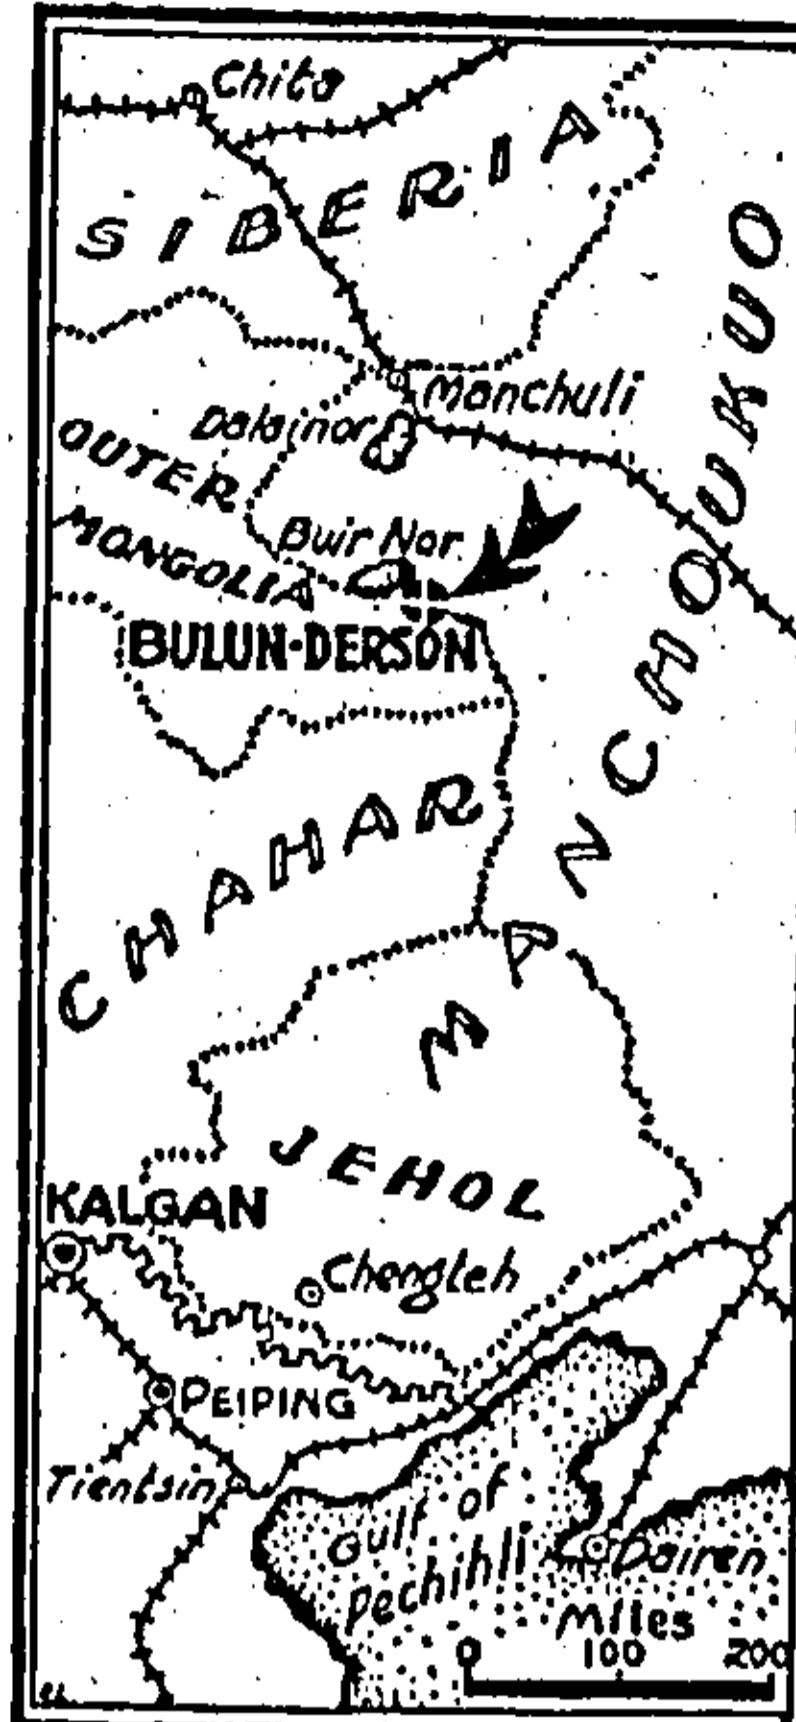 Chita
SIBERIA
Manchuli
Dalainor
OUTER
MONGOLIA
Buir Nor.
BULUN-DERSON
MANCHOUKUO
CHAHAR
JEHOL
KALGAN
Chengteh
PEIPING
Tientsin
Gulf of
Pechihli
Dairen
Miles
0 100 200